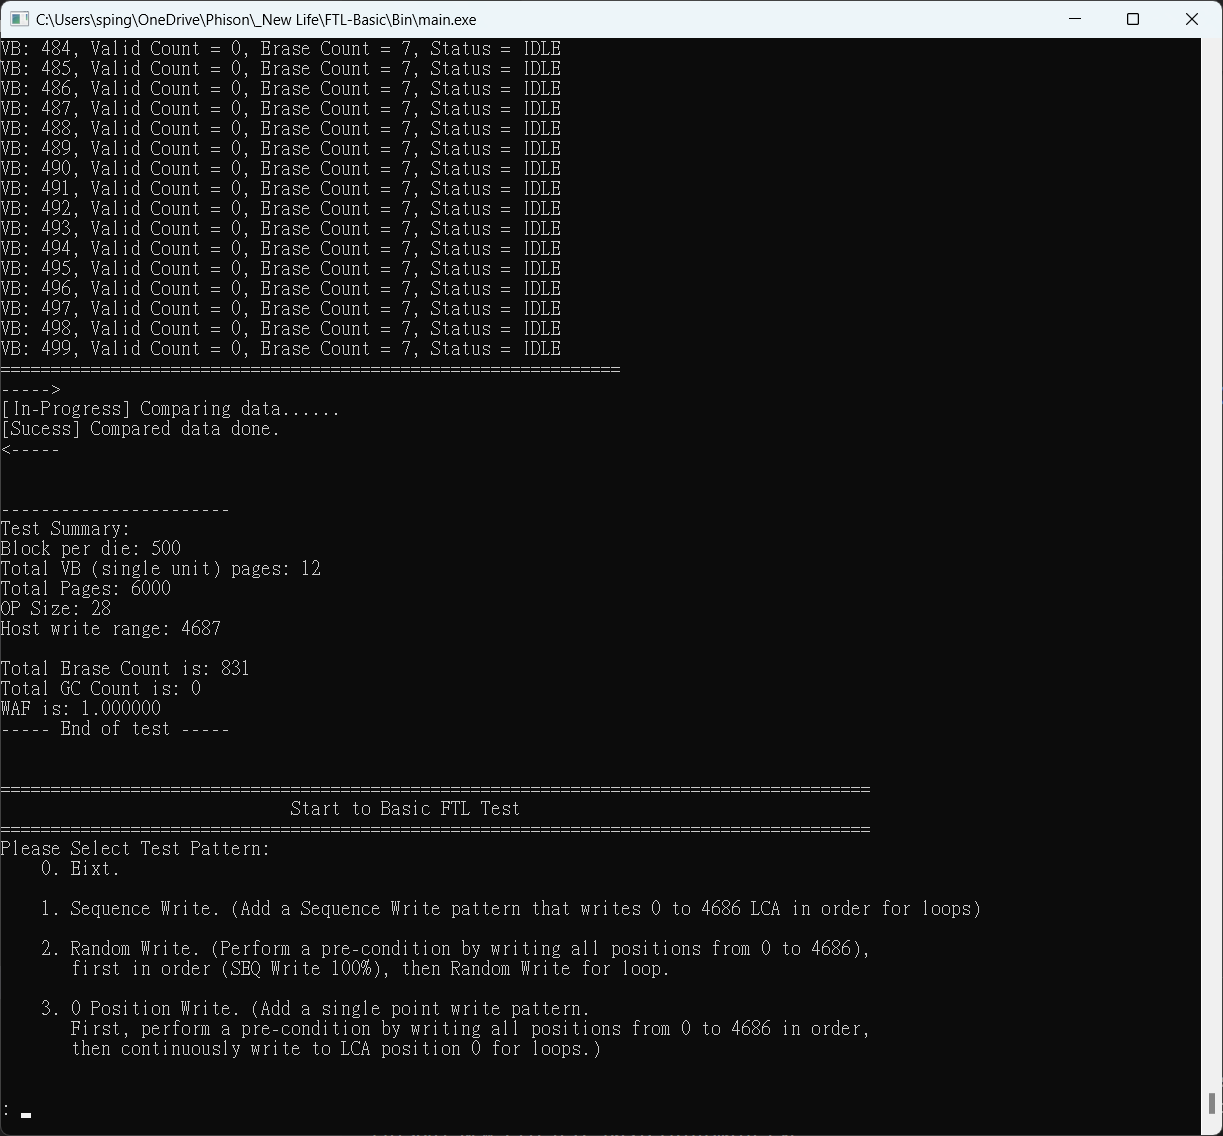 C:\Users\sping\OneDrive\Phison\_New Life\FTL-Basic\Bin\main.exe
VB: 484, Valid Count = 0, Erase Count = 7, Status = IDLE
VB: 485, Valid Count = 0, Erase Count = 7, Status = IDLE
VB: 486, Valid Count = 0, Erase Count = 7, Status = IDLE
VB: 487, Valid Count = 0, Erase Count = 7, Status = IDLE
VB: 488, Valid Count = 0, Erase Count = 7, Status = IDLE
VB: 489, Valid Count = 0, Erase Count = 7, Status = IDLE
VB: 490, Valid Count = 0, Erase Count = 7, Status = IDLE
VB: 491, Valid Count = 0, Erase Count = 7, Status = IDLE
VB: 492, Valid Count = 0, Erase Count = 7, Status = IDLE
VB: 493, Valid Count = 0, Erase Count = 7, Status = IDLE
VB: 494, Valid Count = 0, Erase Count = 7, Status = IDLE
VB: 495, Valid Count = 0, Erase Count = 7, Status = IDLE
VB: 496, Valid Count = 0, Erase Count = 7, Status = IDLE
VB: 497, Valid Count = 0, Erase Count = 7, Status = IDLE
VB: 498, Valid Count = 0, Erase Count = 7, Status = IDLE
VB: 499, Valid Count = 0, Erase Count = 7, Status = IDLE
==============================================================
----->
[In-Progress] Comparing data......
[Sucess] Compared data done.
<-----
-----------------------
Test Summary:
Block per die: 500
Total VB (single unit) pages: 12
Total Pages: 6000
OP Size: 28
Host write range: 4687
Total Erase Count is: 831
Total GC Count is: 0
WAF is: 1.000000
----- End of test -----
=======================================================================================
Start to Basic FTL Test
=======================================================================================
Please Select Test Pattern:
0. Eixt.
1. Sequence Write. (Add a Sequence Write pattern that writes 0 to 4686 LCA in order for loops)
2. Random Write. (Perform a pre-condition by writing all positions from 0 to 4686),
first in order (SEQ Write 100%), then Random Write for loop.
3. 0 Position Write. (Add a single point write pattern.
First, perform a pre-condition by writing all positions from 0 to 4686 in order,
then continuously write to LCA position 0 for loops.)
: